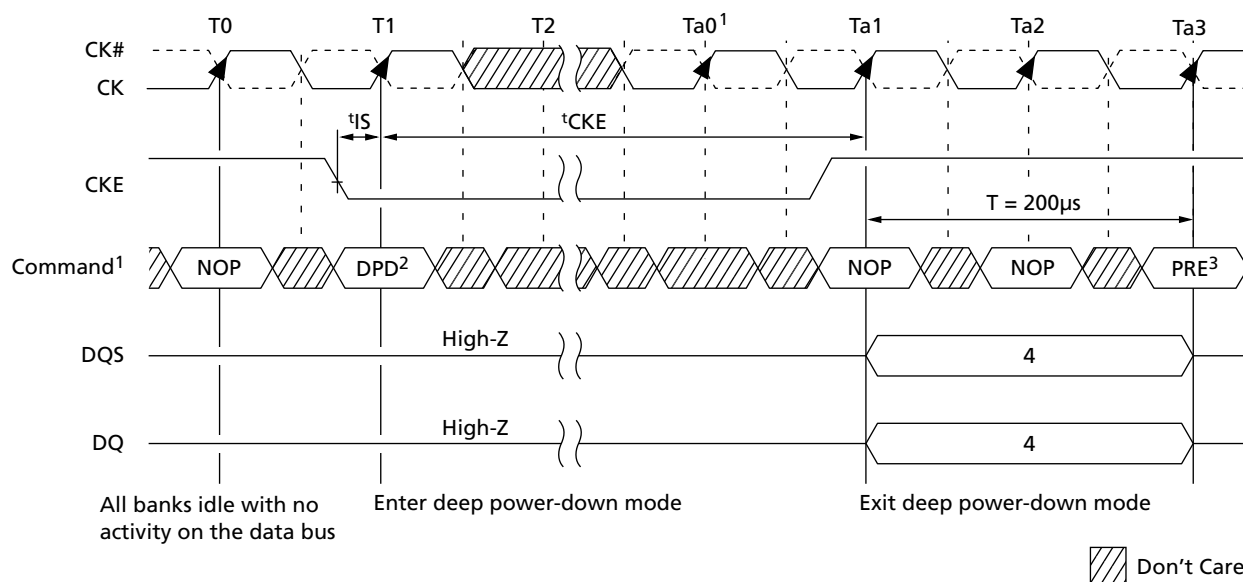 T0 T1 T2 Ta0¹ Ta1 Ta2 Ta3
CK#
CK
tIS tCKE
CKE
T = 200μs
Command¹ NOP DPD² NOP NOP PRE³
DQS High-Z 4
DQ High-Z 4
All banks idle with no
activity on the data bus
Enter deep power-down mode
Exit deep power-down mode
Don't Care